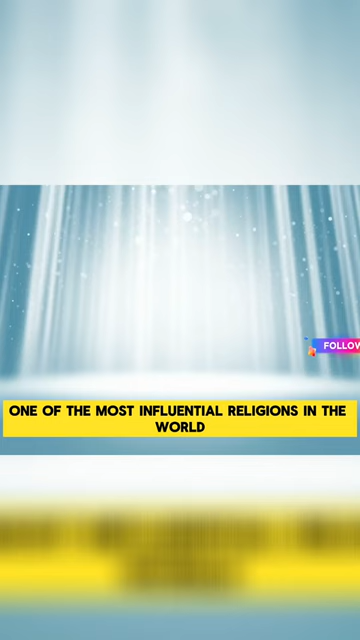 FOLLOW
ONE OF THE MOST INFLUENTIAL RELIGIONS IN THE
WORLD